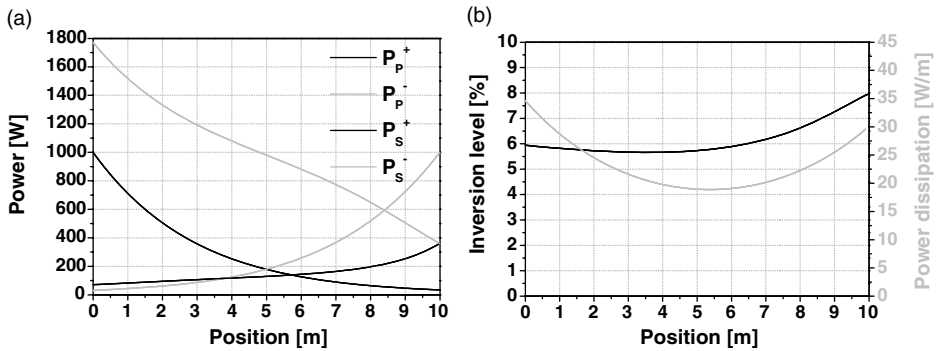 (a)
1800
1600
1400
1200
1000
800
600
400
200
0
Power [W]
P_P^+
P_P^-
P_S^+
P_S^-
0 1 2 3 4 5 6 7 8 9 10
Position [m]
(b)
10
9
8
7
6
5
4
3
2
1
0
Inversion level [%]
45
40
35
30
25
20
15
10
5
0
Power dissipation [W/m]
0 1 2 3 4 5 6 7 8 9 10
Position [m]